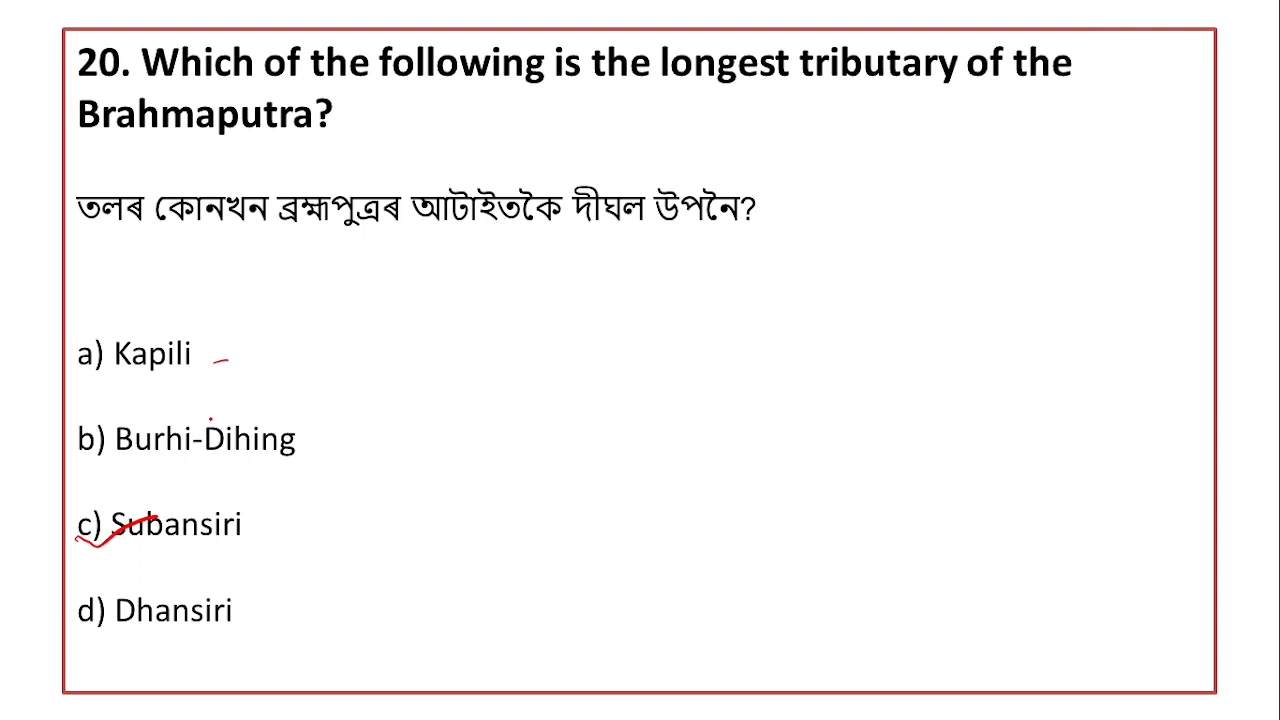 20. Which of the following is the longest tributary of the
Brahmaputra?
তলৰ কোনখন ব্ৰহ্মপুত্ৰৰ আটাইতকৈ দীঘল উপনৈ?
a) Kapili
b) Burhi-Dihing
c) Subansiri
d) Dhansiri